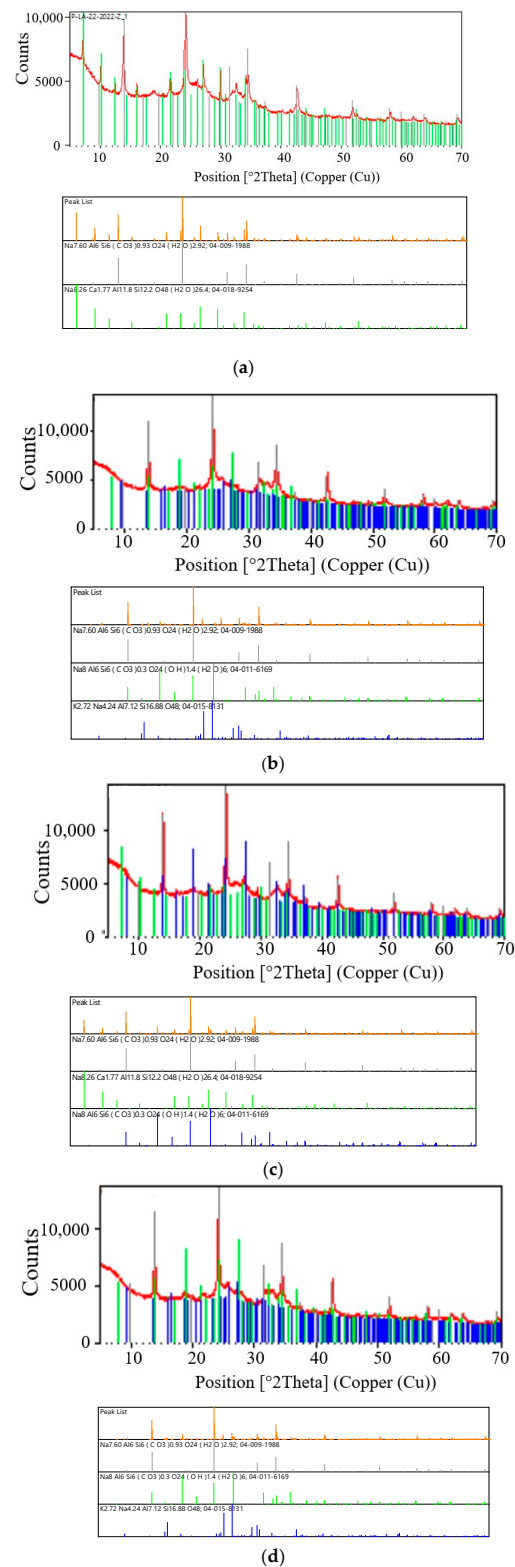 P-LA-22-2022-Z_1
10,000
5000
0
Counts
10 20 30 40 50 60 70
Position [°2Theta] (Copper (Cu))
Peak List
Na7.60 Al6 Si6 ( C O3 )0.93 O24 ( H2 O )2.92; 04-009-1988
Na8.26 Ca1.77 Al11.8 Si12.2 O48 ( H2 O )26.4; 04-018-9254
(a)
10,000
5000
0
Counts
10 20 30 40 50 60 70
Position [°2Theta] (Copper (Cu))
Peak List
Na7.60 Al6 Si6 ( C O3 )0.93 O24 ( H2 O )2.92; 04-009-1988
Na8 Al6 Si6 ( C O3 )0.3 O24 ( O H )1.4 ( H2 O )6; 04-011-6169
K2.72 Na4.24 Al7.12 Si16.88 O48; 04-015-8131
(b)
10,000
5000
0
Counts
10 20 30 40 50 60 70
Position [°2Theta] (Copper (Cu))
Peak List
Na7.60 Al6 Si6 ( C O3 )0.93 O24 ( H2 O )2.92; 04-009-1988
Na8.26 Ca1.77 Al11.8 Si12.2 O48 ( H2 O )26.4; 04-018-9254
Na8 Al6 Si6 ( C O3 )0.3 O24 ( O H )1.4 ( H2 O )6; 04-011-6169
(c)
10,000
5000
0
Counts
10 20 30 40 50 60 70
Position [°2Theta] (Copper (Cu))
Peak List
Na7.60 Al6 Si6 ( C O3 )0.93 O24 ( H2 O )2.92; 04-009-1988
Na8 Al6 Si6 ( C O3 )0.3 O24 ( O H )1.4 ( H2 O )6; 04-011-6169
K2.72 Na4.24 Al7.12 Si16.88 O48; 04-015-8131
(d)